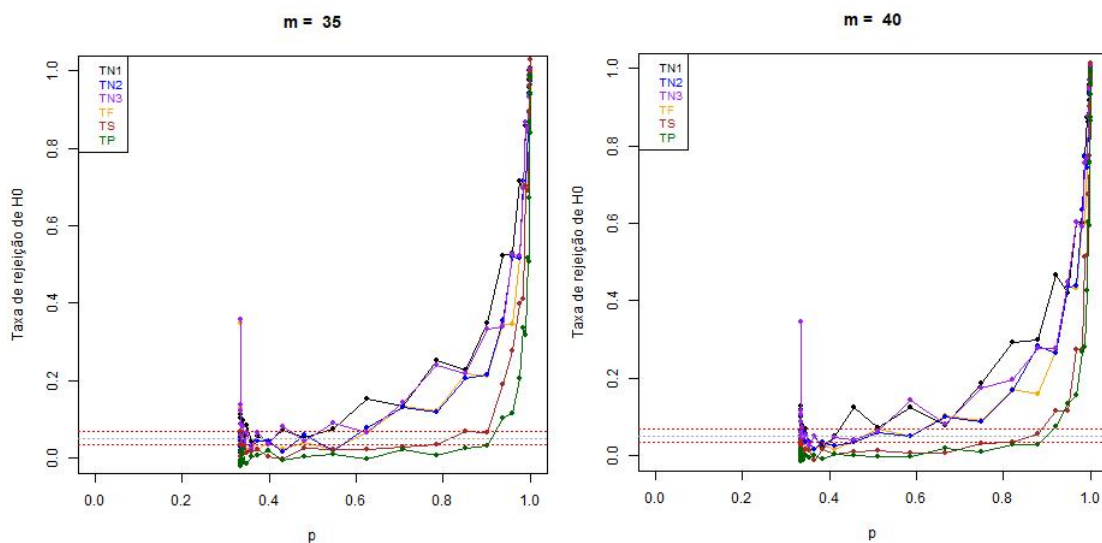 m = 35
Taxa de rejeição de H0
1.0
0.8
0.6
0.4
0.2
0.0
TN1
TN2
TN3
TF
TS
TP
0.0 0.2 0.4 0.6 0.8 1.0
p
m = 40
Taxa de rejeição de H0
1.0
0.8
0.6
0.4
0.2
0.0
TN1
TN2
TN3
TF
TS
TP
0.0 0.2 0.4 0.6 0.8 1.0
p